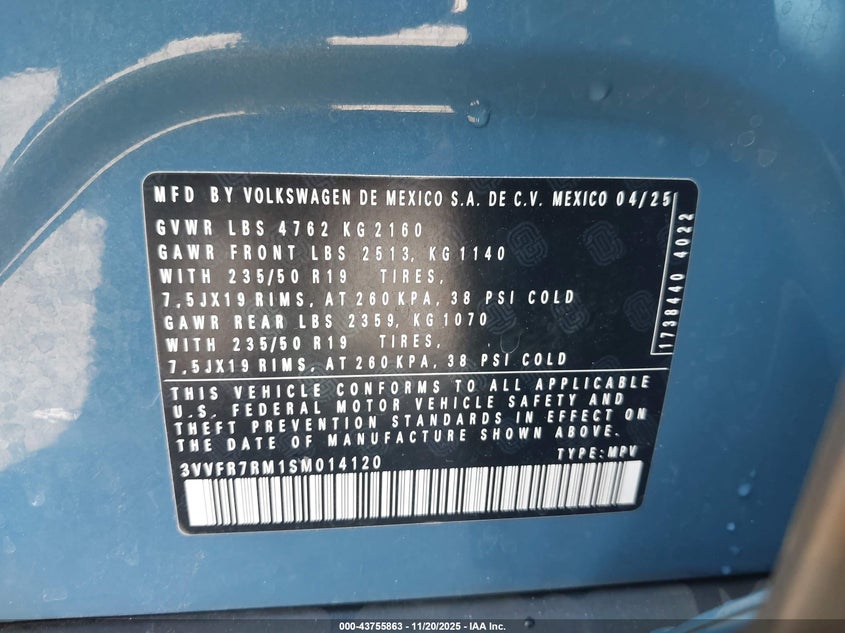 MFD BY VOLKSWAGEN DE MEXICO S.A. DE C.V. MEXICO 04/25
GVWR LBS 4762 KG 2160
GAWR FRONT LBS 2513, KG 1140
WITH 235/50 R19 TIRES,
7,5JX19 RIMS, AT 260 KPA, 38 PSI COLD
GAWR REAR LBS 2359, KG 1070
WITH 235/50 R19 TIRES,
7,5JX19 RIMS, AT 260 KPA, 38 PSI COLD
1738440 4022
THIS VEHICLE CONFORMS TO ALL APPLICABLE
U.S. FEDERAL MOTOR VEHICLE SAFETY AND
THEFT PREVENTION STANDARDS IN EFFECT ON
THE DATE OF MANUFACTURE SHOWN ABOVE.
3VVFR7RM1SM014120 TYPE: MPV
000-43755863 - 11/20/2025 - IAA Inc.